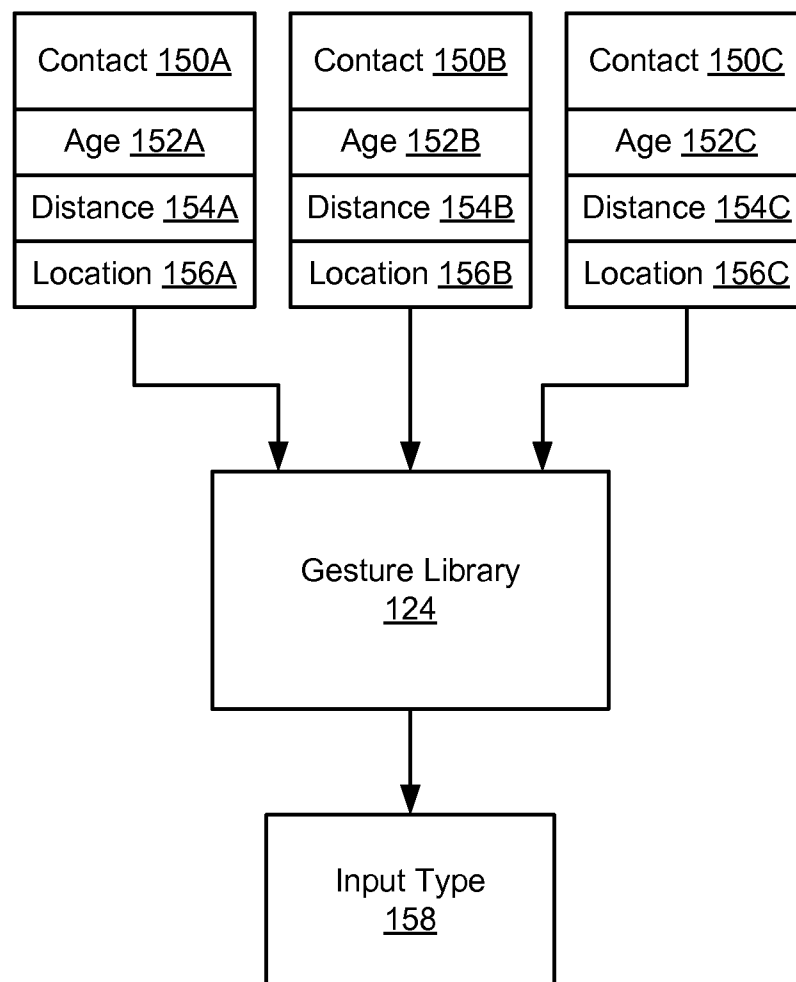 Contact 150A
Age 152A
Distance 154A
Location 156A
Contact 150B
Age 152B
Distance 154B
Location 156B
Contact 150C
Age 152C
Distance 154C
Location 156C
Gesture Library
124
Input Type
158